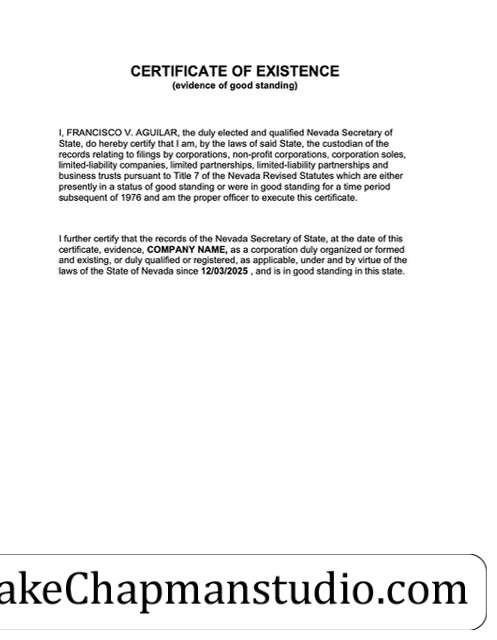 CERTIFICATE OF EXISTENCE
(evidence of good standing)
I, FRANCISCO V. AGUILAR, the duly elected and qualified Nevada Secretary of
State, do hereby certify that I am, by the laws of said State, the custodian of the
records relating to filings by corporations, non-profit corporations, corporation soles,
limited-liability companies, limited partnerships, limited-liability partnerships and
business trusts pursuant to Title 7 of the Nevada Revised Statutes which are either
presently in a status of good standing or were in good standing for a time period
subsequent of 1976 and am the proper officer to execute this certificate.
I further certify that the records of the Nevada Secretary of State, at the date of this
certificate, evidence, COMPANY NAME, as a corporation duly organized or formed
and existing, or duly qualified or registered, as applicable, under and by virtue of the
laws of the State of Nevada since 12/03/2025 , and is in good standing in this state.
akeChapmanstudio.com